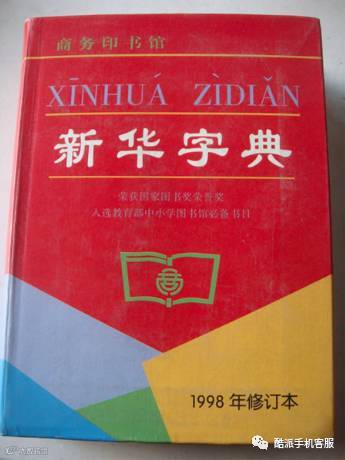 商务印书馆
XĪNHUÁ ZÌDIǍN
新华字典
荣获国家图书奖荣誉奖
入选教育部中小学图书馆必备书目
1998年修订本
酷派手机客服